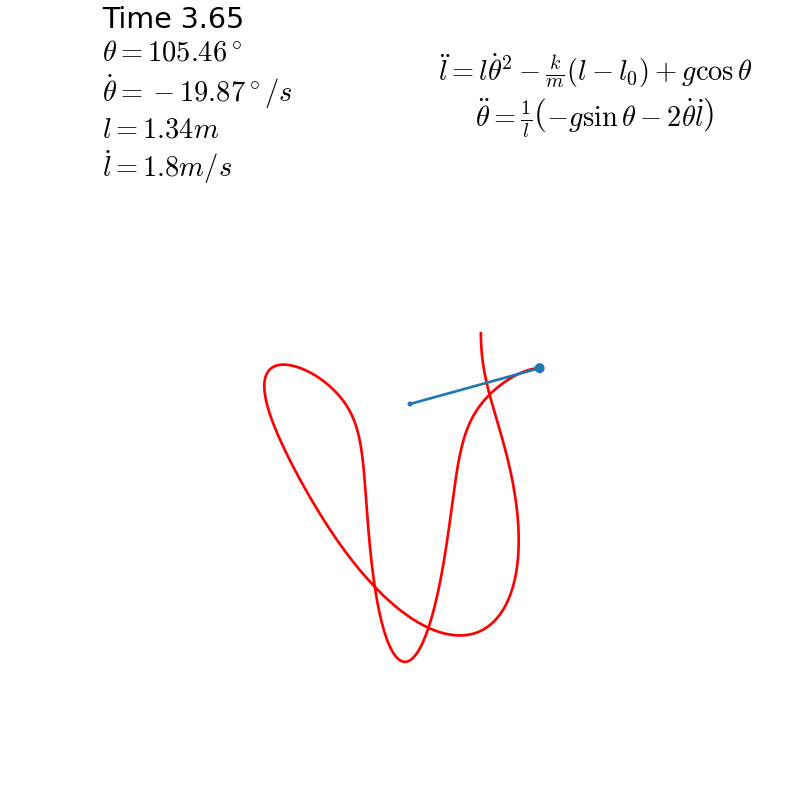 Time 3.65
θ = 105.46°
θ̇ = −19.87°/s
l = 1.34m
l̇ = 1.8m/s
l̈ = lθ̇² − k/m(l − l₀) + g cos θ
θ̈ = 1/l(−g sin θ − 2θ̇l̇)